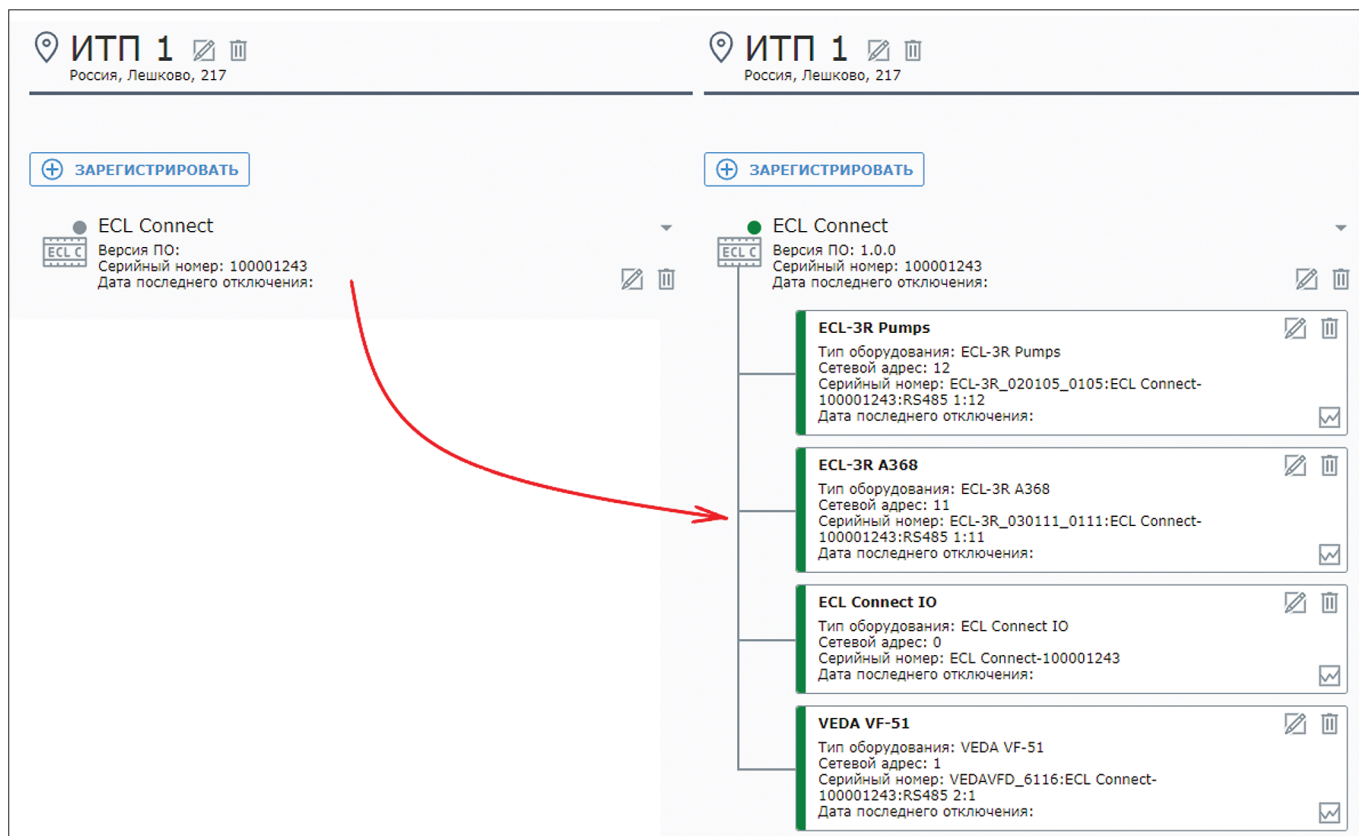 ИТП 1
Россия, Лешково, 217
ЗАРЕГИСТРИРОВАТЬ
ECL Connect
ECL C
Версия ПО:
Серийный номер: 100001243
Дата последнего отключения:
ИТП 1
Россия, Лешково, 217
ЗАРЕГИСТРИРОВАТЬ
ECL Connect
ECL C
Версия ПО: 1.0.0
Серийный номер: 100001243
Дата последнего отключения:
ECL-3R Pumps
Тип оборудования: ECL-3R Pumps
Сетевой адрес: 12
Серийный номер: ECL-3R_020105_0105:ECL Connect-
100001243:RS485 1:12
Дата последнего отключения:
ECL-3R A368
Тип оборудования: ECL-3R A368
Сетевой адрес: 11
Серийный номер: ECL-3R_030111_0111:ECL Connect-
100001243:RS485 1:11
Дата последнего отключения:
ECL Connect IO
Тип оборудования: ECL Connect IO
Сетевой адрес: 0
Серийный номер: ECL Connect-100001243
Дата последнего отключения:
VEDA VF-51
Тип оборудования: VEDA VF-51
Сетевой адрес: 1
Серийный номер: VEDAVFD_6116:ECL Connect-
100001243:RS485 2:1
Дата последнего отключения: